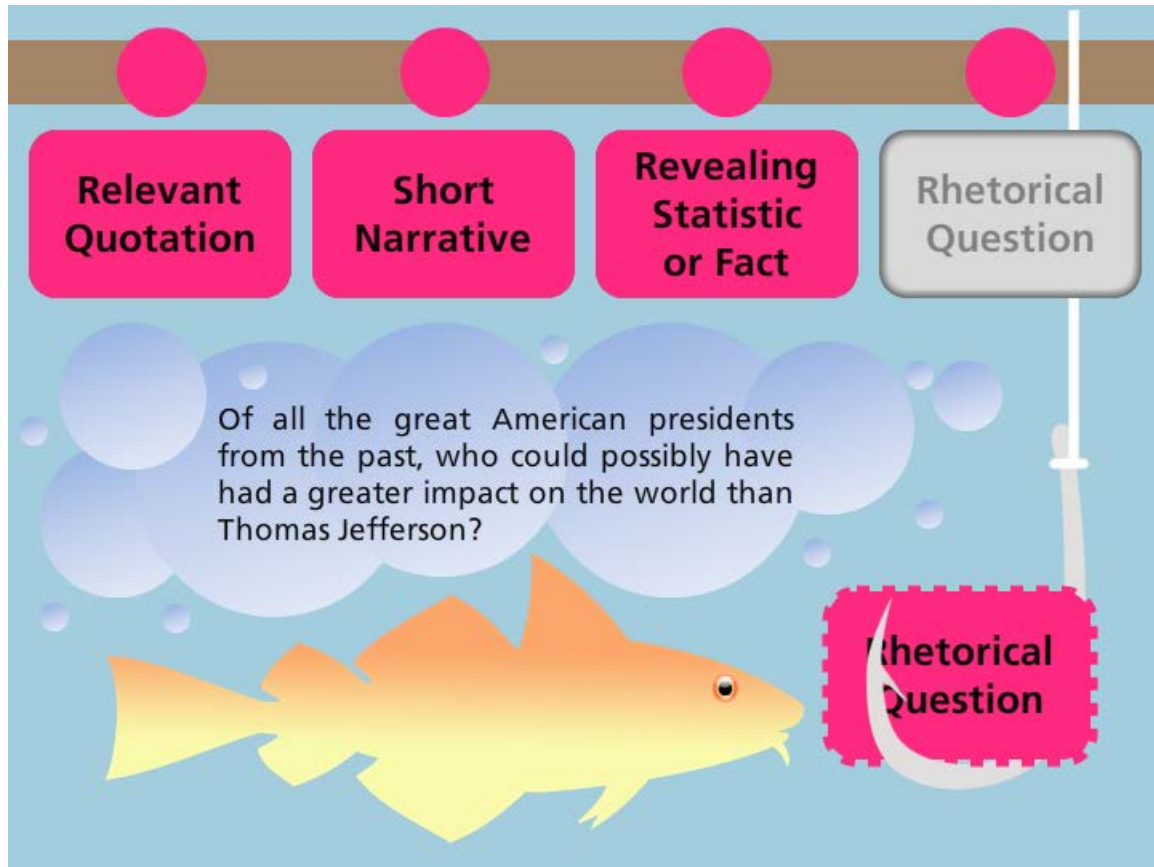 Relevant
Quotation
Short
Narrative
Revealing
Statistic
or Fact
Rhetorical
Question
Of all the great American presidents
from the past, who could possibly have
had a greater impact on the world than
Thomas Jefferson?
Rhetorical
Question